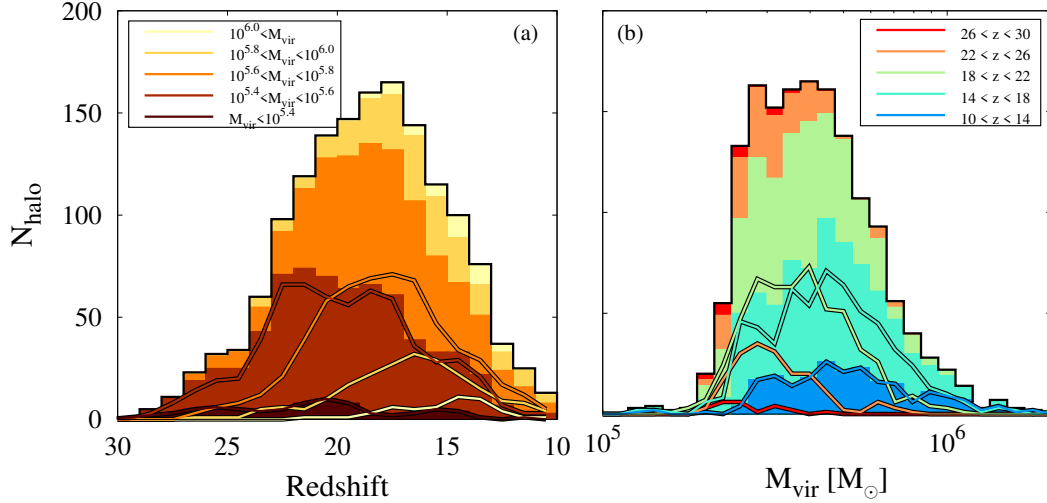 (a)
10^6.0<M_vir
10^5.8<M_vir<10^6.0
10^5.6<M_vir<10^5.8
10^5.4<M_vir<10^5.6
M_vir<10^5.4
200
150
100
50
0
N_halo
30
25
20
15
10
Redshift
(b)
26 < z < 30
22 < z < 26
18 < z < 22
14 < z < 18
10 < z < 14
10^5
10^6
M_vir [M_⊙]